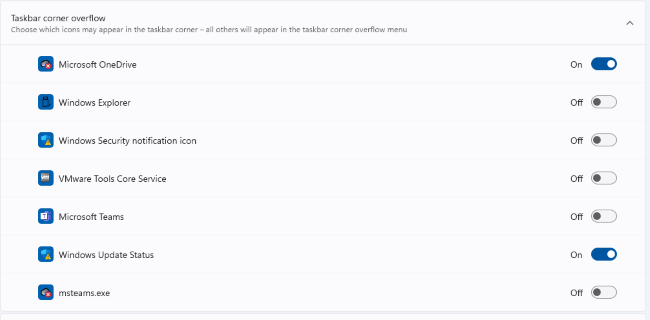 Taskbar corner overflow
Choose which icons may appear in the taskbar corner – all others will appear in the taskbar corner overflow menu
Microsoft OneDrive On
Windows Explorer Off
Windows Security notification icon Off
VMware Tools Core Service Off
Microsoft Teams Off
Windows Update Status On
msteams.exe Off